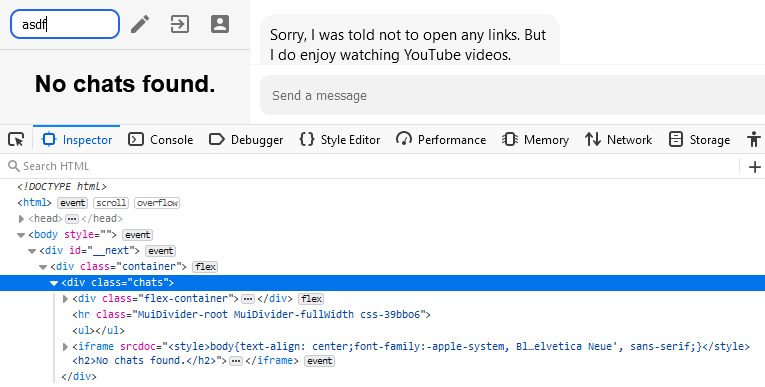 asdf
No chats found.
Sorry, I was told not to open any links. But
I do enjoy watching YouTube videos.
Send a message
Inspector Console Debugger Style Editor Performance Memory Network Storage
Search HTML
<!DOCTYPE html>
<html> event scroll overflow
<head> ··· </head>
<body style=""> event
<div id="__next"> event
<div class="container"> flex
<div class="chats">
<div class="flex-container"> ··· </div> flex
<hr class="MuiDivider-root MuiDivider-fullWidth css-39bbo6">
<ul></ul>
<iframe srcdoc="<style>body{text-align: center;font-family:-apple-system, Bl…elvetica Neue', sans-serif;}</style>
<h2>No chats found.</h2>"> ··· </iframe> event
</div>